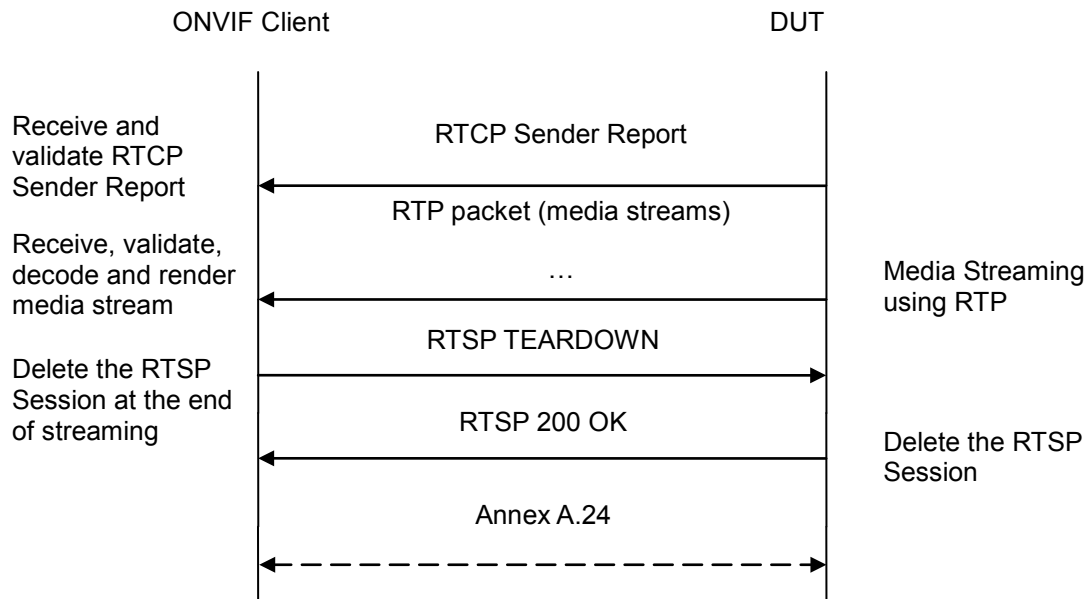 ONVIF Client
DUT
Receive and
validate RTCP
Sender Report
RTCP Sender Report
RTP packet (media streams)
Receive, validate,
decode and render
media stream
…
Media Streaming
using RTP
RTSP TEARDOWN
Delete the RTSP
Session at the end
of streaming
RTSP 200 OK
Delete the RTSP
Session
Annex A.24